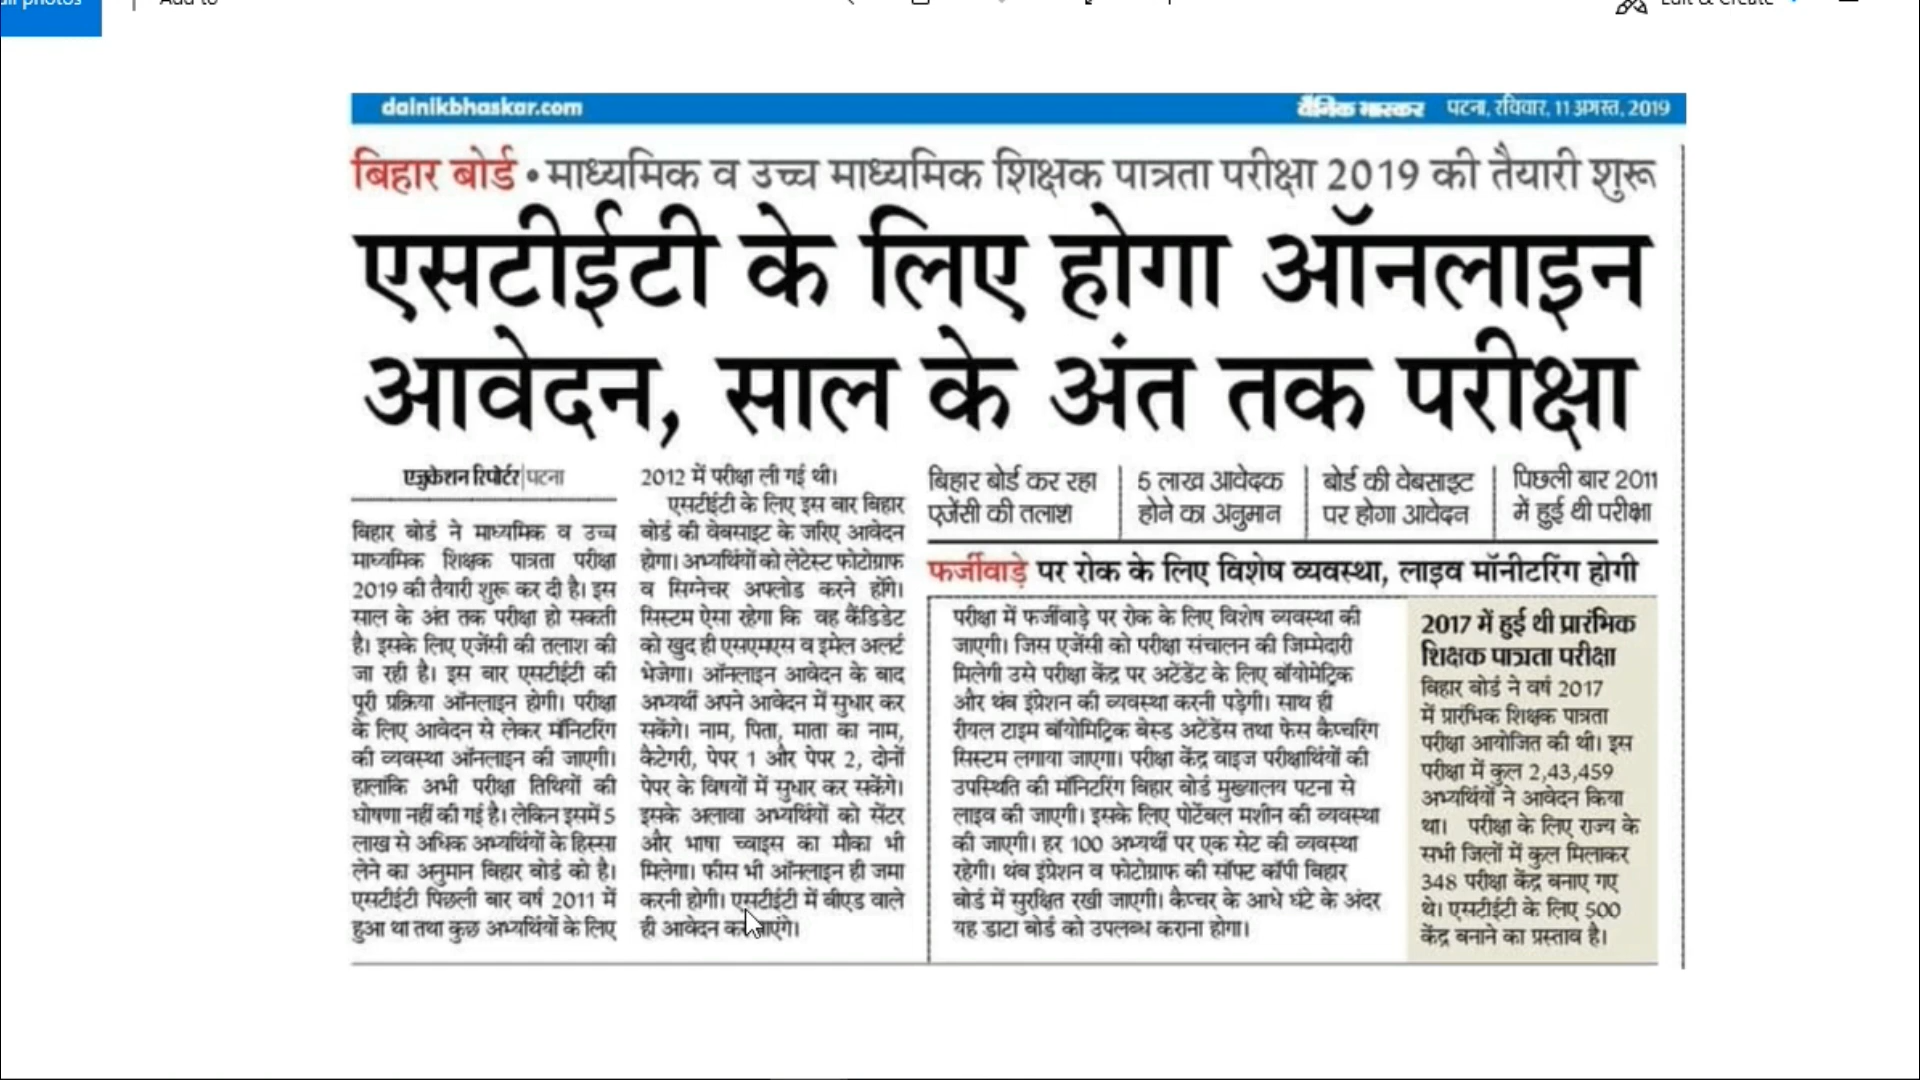 Add to
dainikbhaskar.com
दैनिक भास्कर पटना, रविवार, 11 अगस्त, 2019
बिहार बोर्ड • माध्यमिक व उच्च माध्यमिक शिक्षक पात्रता परीक्षा 2019 की तैयारी शुरू
एसटीईटी के लिए होगा ऑनलाइन
आवेदन, साल के अंत तक परीक्षा
एजुकेशन रिपोर्टर|पटना
बिहार बोर्ड ने माध्यमिक व उच्च
माध्यमिक शिक्षक पात्रता परीक्षा
2019 की तैयारी शुरू कर दी है। इस
साल के अंत तक परीक्षा हो सकती
है। इसके लिए एजेंसी की तलाश की
जा रही है। इस बार एसटीईटी की
पूरी प्रक्रिया ऑनलाइन होगी। परीक्षा
के लिए आवेदन से लेकर मॉनिटरिंग
की व्यवस्था ऑनलाइन की जाएगी।
हालांकि अभी परीक्षा तिथियों की
घोषणा नहीं की गई है। लेकिन इसमें 5
लाख से अधिक अभ्यर्थियों के हिस्सा
लेने का अनुमान बिहार बोर्ड को है।
एसटीईटी पिछली बार वर्ष 2011 में
हुआ था तथा कुछ अभ्यर्थियों के लिए
2012 में परीक्षा ली गई थी।
एसटीईटी के लिए इस बार बिहार
बोर्ड की वेबसाइट के जरिए आवेदन
होगा। अभ्यर्थियों को लेटेस्ट फोटोग्राफ
व सिग्नेचर अपलोड करने होंगे।
सिस्टम ऐसा रहेगा कि वह कैंडिडेट
को खुद ही एसएमएस व इमेल अलर्ट
भेजेगा। ऑनलाइन आवेदन के बाद
अभ्यर्थी अपने आवेदन में सुधार कर
सकेंगे। नाम, पिता, माता का नाम,
कैटेगरी, पेपर 1 और पेपर 2, दोनों
पेपर के विषयों में सुधार कर सकेंगे।
इसके अलावा अभ्यर्थियों को सेंटर
और भाषा च्वाइस का मौका भी
मिलेगा। फीस भी ऑनलाइन ही जमा
करनी होगी। एसटीईटी में बीएड वाले
ही आवेदन कर पाएंगे।
बिहार बोर्ड कर रहा
एजेंसी की तलाश
5 लाख आवेदक
होने का अनुमान
बोर्ड की वेबसाइट
पर होगा आवेदन
पिछली बार 2011
में हुई थी परीक्षा
फर्जीवाड़े पर रोक के लिए विशेष व्यवस्था, लाइव मॉनीटरिंग होगी
परीक्षा में फर्जीवाड़े पर रोक के लिए विशेष व्यवस्था की
जाएगी। जिस एजेंसी को परीक्षा संचालन की जिम्मेदारी
मिलेगी उसे परीक्षा केंद्र पर अटेंडेंट के लिए बॉयोमेट्रिक
और थंब इंप्रेशन की व्यवस्था करनी पड़ेगी। साथ ही
रीयल टाइम बॉयोमिट्रिक बेस्ड अटेंडेंस तथा फेस कैप्चरिंग
सिस्टम लगाया जाएगा। परीक्षा केंद्र वाइज परीक्षार्थियों की
उपस्थिति की मॉनिटरिंग बिहार बोर्ड मुख्यालय पटना से
लाइव की जाएगी। इसके लिए पोर्टेबल मशीन की व्यवस्था
की जाएगी। हर 100 अभ्यर्थी पर एक सेट की व्यवस्था
रहेगी। थंब इंप्रेशन व फोटोग्राफ की सॉफ्ट कॉपी बिहार
बोर्ड में सुरक्षित रखी जाएगी। कैप्चर के आधे घंटे के अंदर
यह डाटा बोर्ड को उपलब्ध कराना होगा।
2017 में हुई थी प्रारंभिक
शिक्षक पात्रता परीक्षा
बिहार बोर्ड ने वर्ष 2017
में प्रारंभिक शिक्षक पात्रता
परीक्षा आयोजित की थी। इस
परीक्षा में कुल 2,43,459
अभ्यर्थियों ने आवेदन किया
था। परीक्षा के लिए राज्य के
सभी जिलों में कुल मिलाकर
348 परीक्षा केंद्र बनाए गए
थे। एसटीईटी के लिए 500
केंद्र बनाने का प्रस्ताव है।